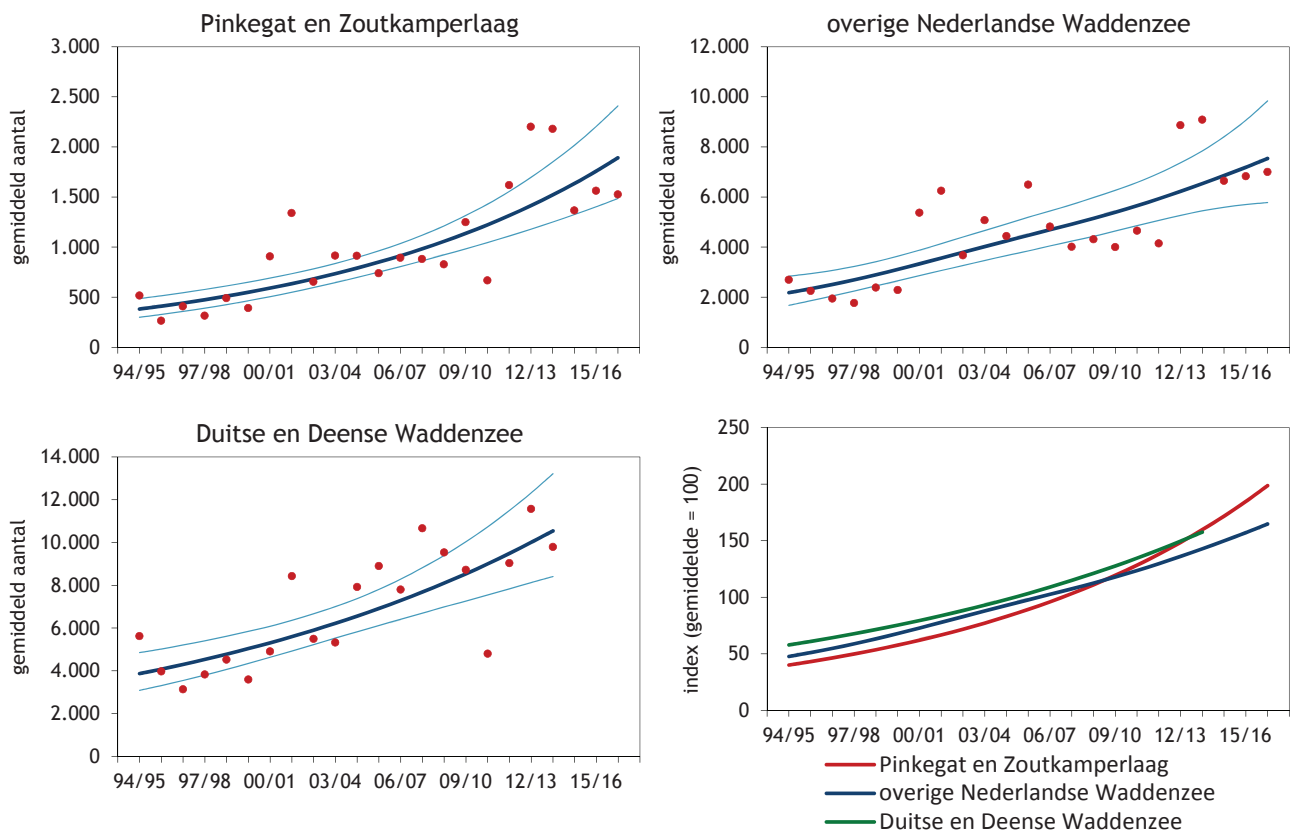 Pinkegat en Zoutkamperlaag
gemiddeld aantal
3.000
2.500
2.000
1.500
1.000
500
0
94/95 97/98 00/01 03/04 06/07 09/10 12/13 15/16
overige Nederlandse Waddenzee
gemiddeld aantal
12.000
10.000
8.000
6.000
4.000
2.000
0
94/95 97/98 00/01 03/04 06/07 09/10 12/13 15/16
Duitse en Deense Waddenzee
gemiddeld aantal
14.000
12.000
10.000
8.000
6.000
4.000
2.000
0
94/95 97/98 00/01 03/04 06/07 09/10 12/13 15/16
index (gemiddelde = 100)
250
200
150
100
50
0
94/95 97/98 00/01 03/04 06/07 09/10 12/13 15/16
Pinkegat en Zoutkamperlaag
overige Nederlandse Waddenzee
Duitse en Deense Waddenzee